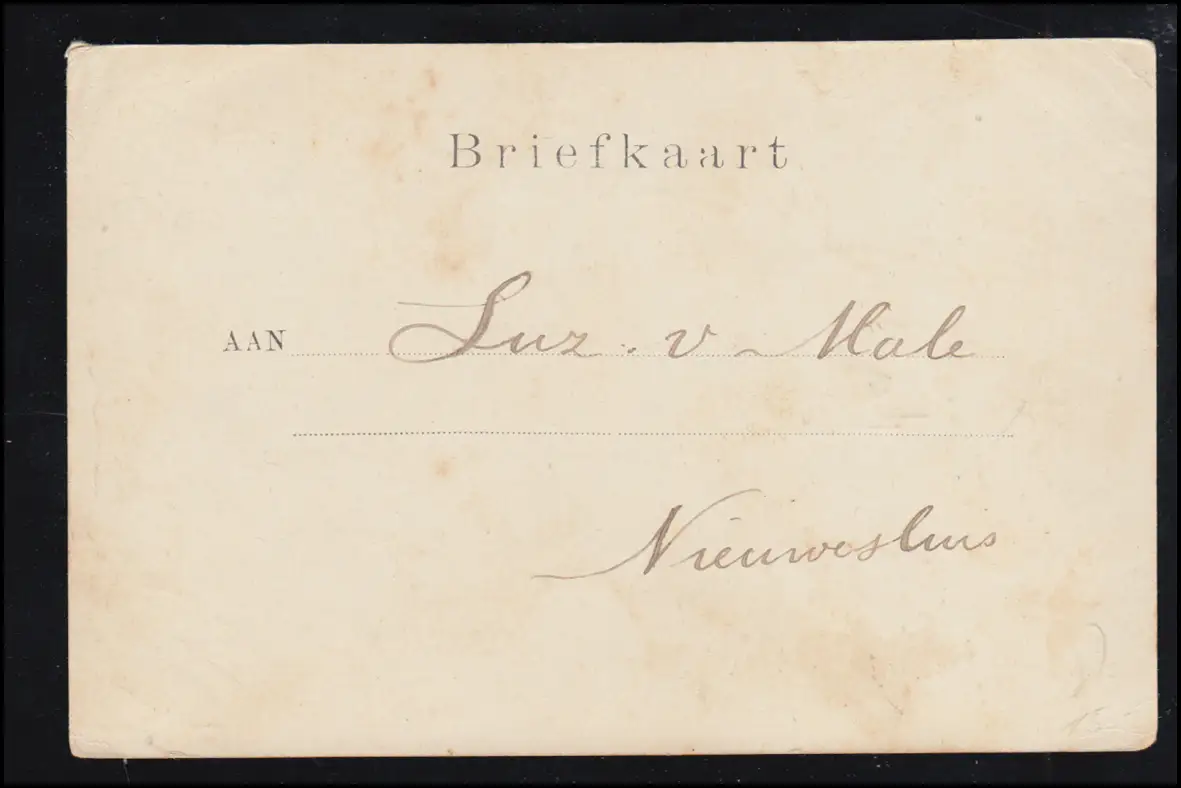 Briefkaart
AAN Luz. v Male
Nieuwesluis